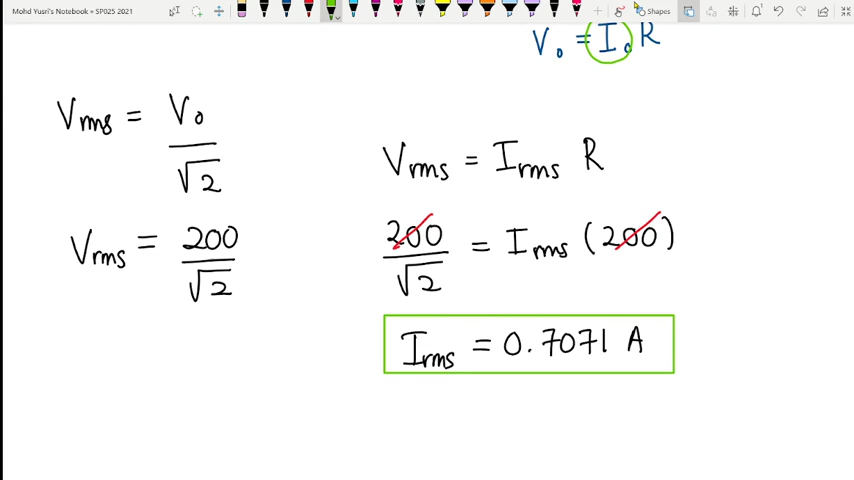 Mohd Yusri's Notebook » SP025 2021
Shapes
V₀ = I₀ R
Vrms = V₀ / √2
Vrms = 200 / √2
Vrms = Irms R
200 / √2 = Irms (200)
Irms = 0.7071 A